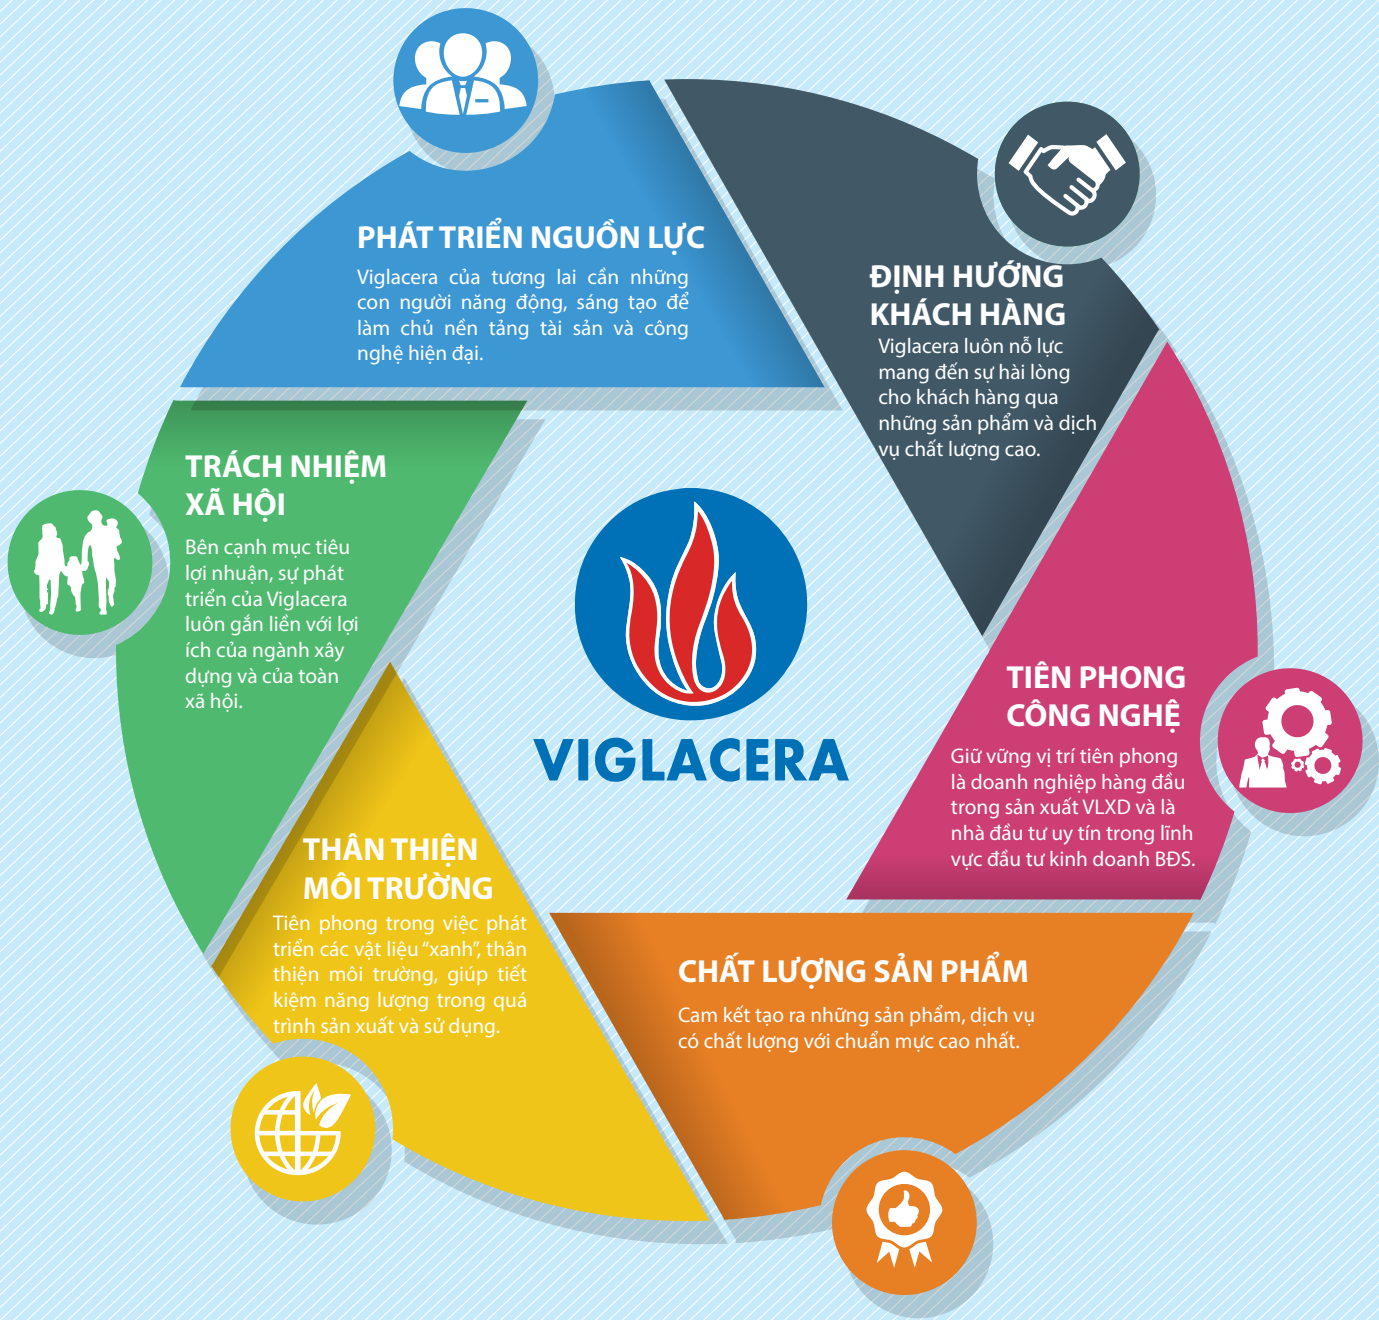 PHÁT TRIỂN NGUỒN LỰC
Viglacera của tương lai cần những
con người năng động, sáng tạo để
làm chủ nền tảng tài sản và công
nghệ hiện đại.
ĐỊNH HƯỚNG
KHÁCH HÀNG
Viglacera luôn nỗ lực
mang đến sự hài lòng
cho khách hàng qua
những sản phẩm và dịch
vụ chất lượng cao.
TRÁCH NHIỆM
XÃ HỘI
Bên cạnh mục tiêu
lợi nhuận, sự phát
triển của Viglacera
luôn gắn liền với lợi
ích của ngành xây
dựng và của toàn
xã hội.
VIGLACERA
TIÊN PHONG
CÔNG NGHỆ
Giữ vững vị trí tiên phong
là doanh nghiệp hàng đầu
trong sản xuất VLXD và là
nhà đầu tư uy tín trong lĩnh
vực đầu tư kinh doanh BĐS.
THÂN THIỆN
MÔI TRƯỜNG
Tiên phong trong việc phát
triển các vật liệu “xanh”, thân
thiện môi trường, giúp tiết
kiệm năng lượng trong quá
trình sản xuất và sử dụng.
CHẤT LƯỢNG SẢN PHẨM
Cam kết tạo ra những sản phẩm, dịch vụ
có chất lượng với chuẩn mực cao nhất.